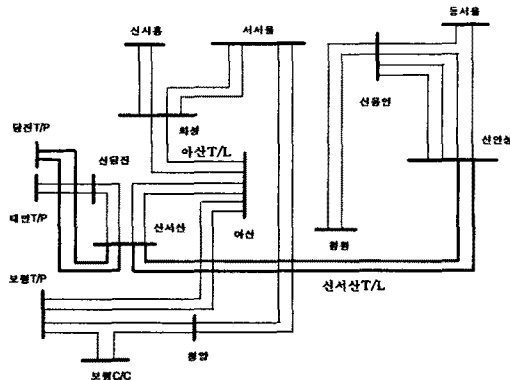 신시흥
서서울
동서울
신용인
화성
아산T/L
당진T/P
신당진
신안성
태안T/P
신서산
아산
보령T/P
신서산T/L
청양
보령C/C